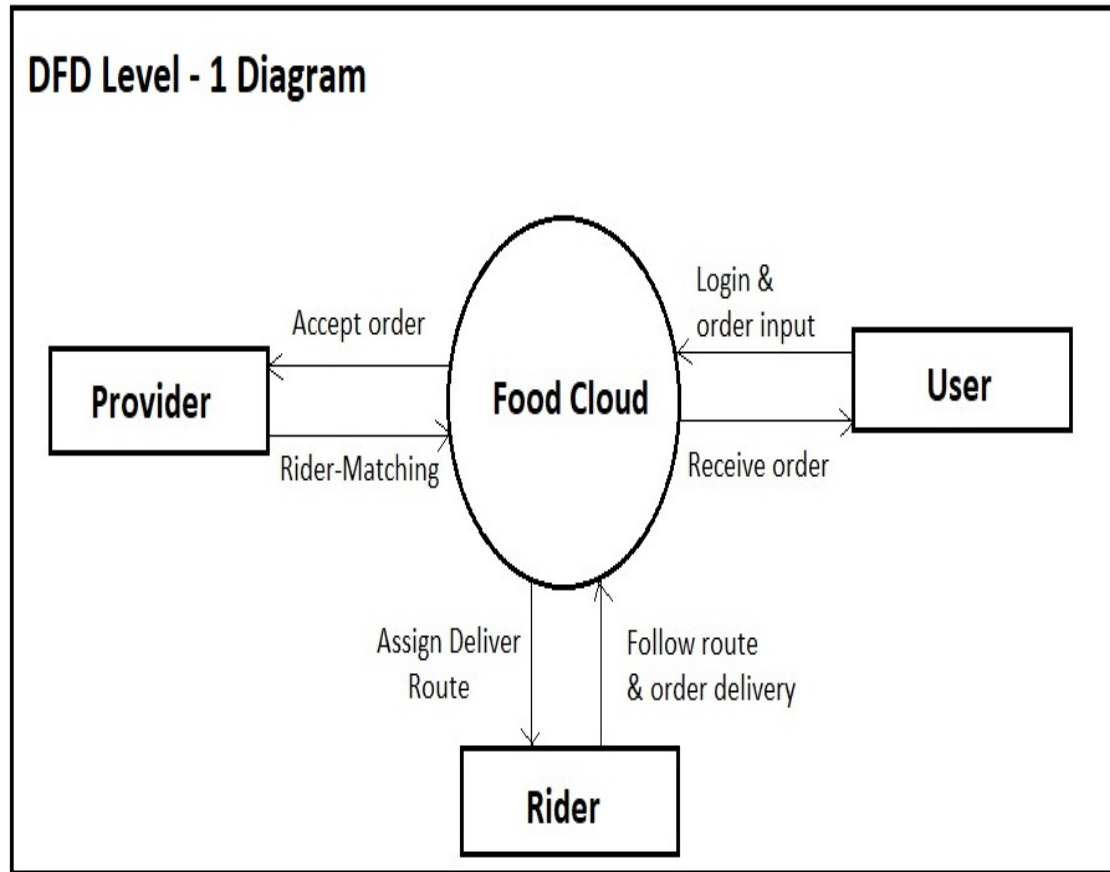 DFD Level - 1 Diagram
Login &
order input
Accept order
Provider
Food Cloud
User
Rider-Matching
Receive order
Assign Deliver
Route
Follow route
& order delivery
Rider